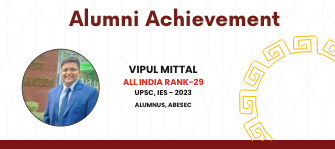 Alumni Achievement
VIPUL MITTAL
ALL INDIA RANK-29
UPSC, IES - 2023
ALUMNUS, ABESEC